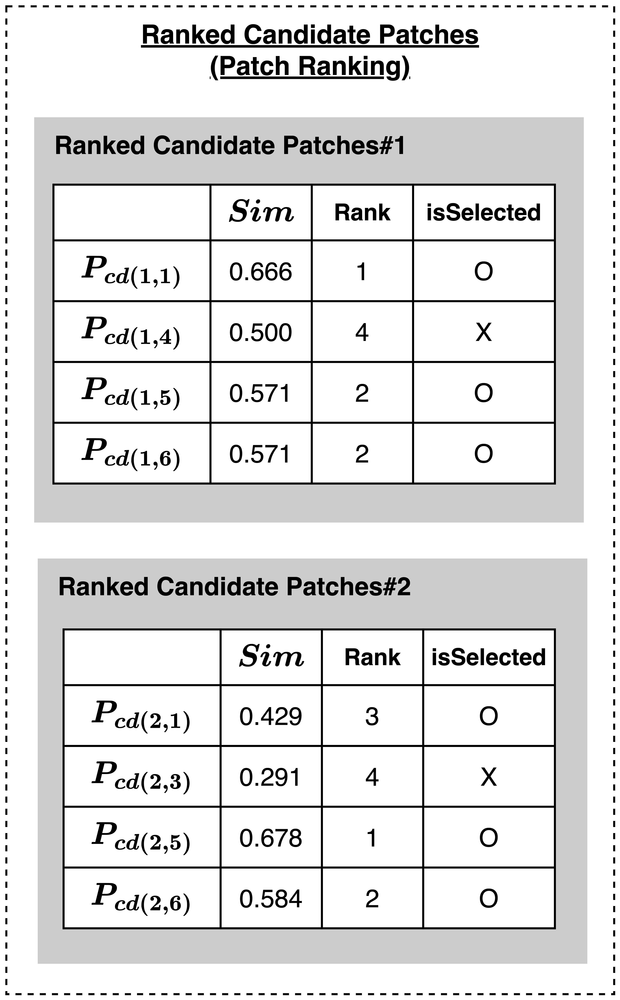 Ranked Candidate Patches
(Patch Ranking)
Ranked Candidate Patches#1
Sim Rank isSelected
P_{cd(1,1)} 0.666 1 O
P_{cd(1,4)} 0.500 4 X
P_{cd(1,5)} 0.571 2 O
P_{cd(1,6)} 0.571 2 O
Ranked Candidate Patches#2
Sim Rank isSelected
P_{cd(2,1)} 0.429 3 O
P_{cd(2,3)} 0.291 4 X
P_{cd(2,5)} 0.678 1 O
P_{cd(2,6)} 0.584 2 O